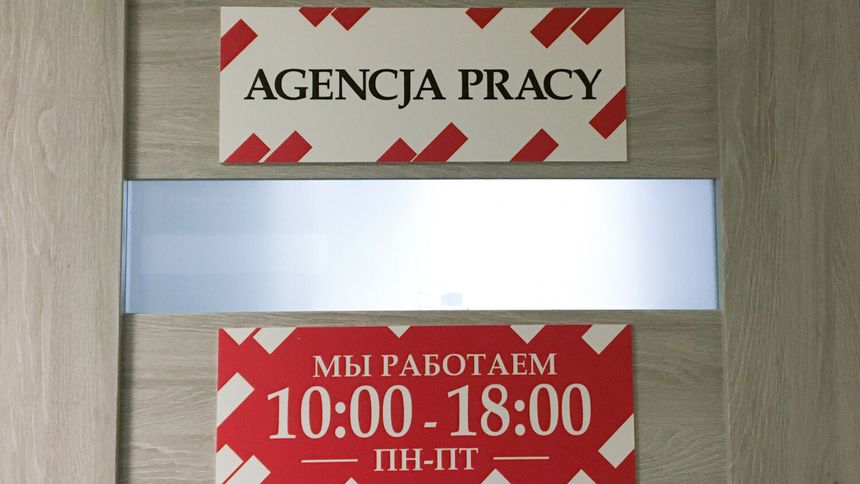 AGENCJA PRACY
МЫ РАБОТАЕМ
10:00 - 18:00
ПН-ПТ